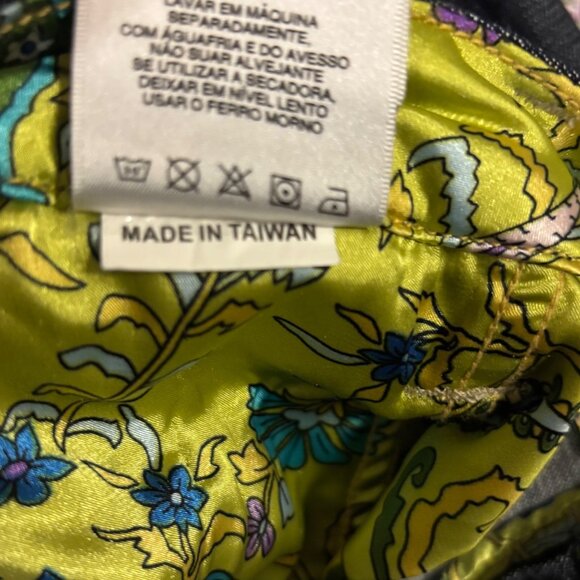 LAVAR EM MÁQUINA
SEPARADAMENTE,
COM ÁGUAFRIA E DO AVESSO
NÃO SUAR ALVEJANTE
SE UTILIZAR A SECADORA,
DEIXAR EM NÍVEL LENTO
USAR O FERRO MORNO
MADE IN TAIWAN